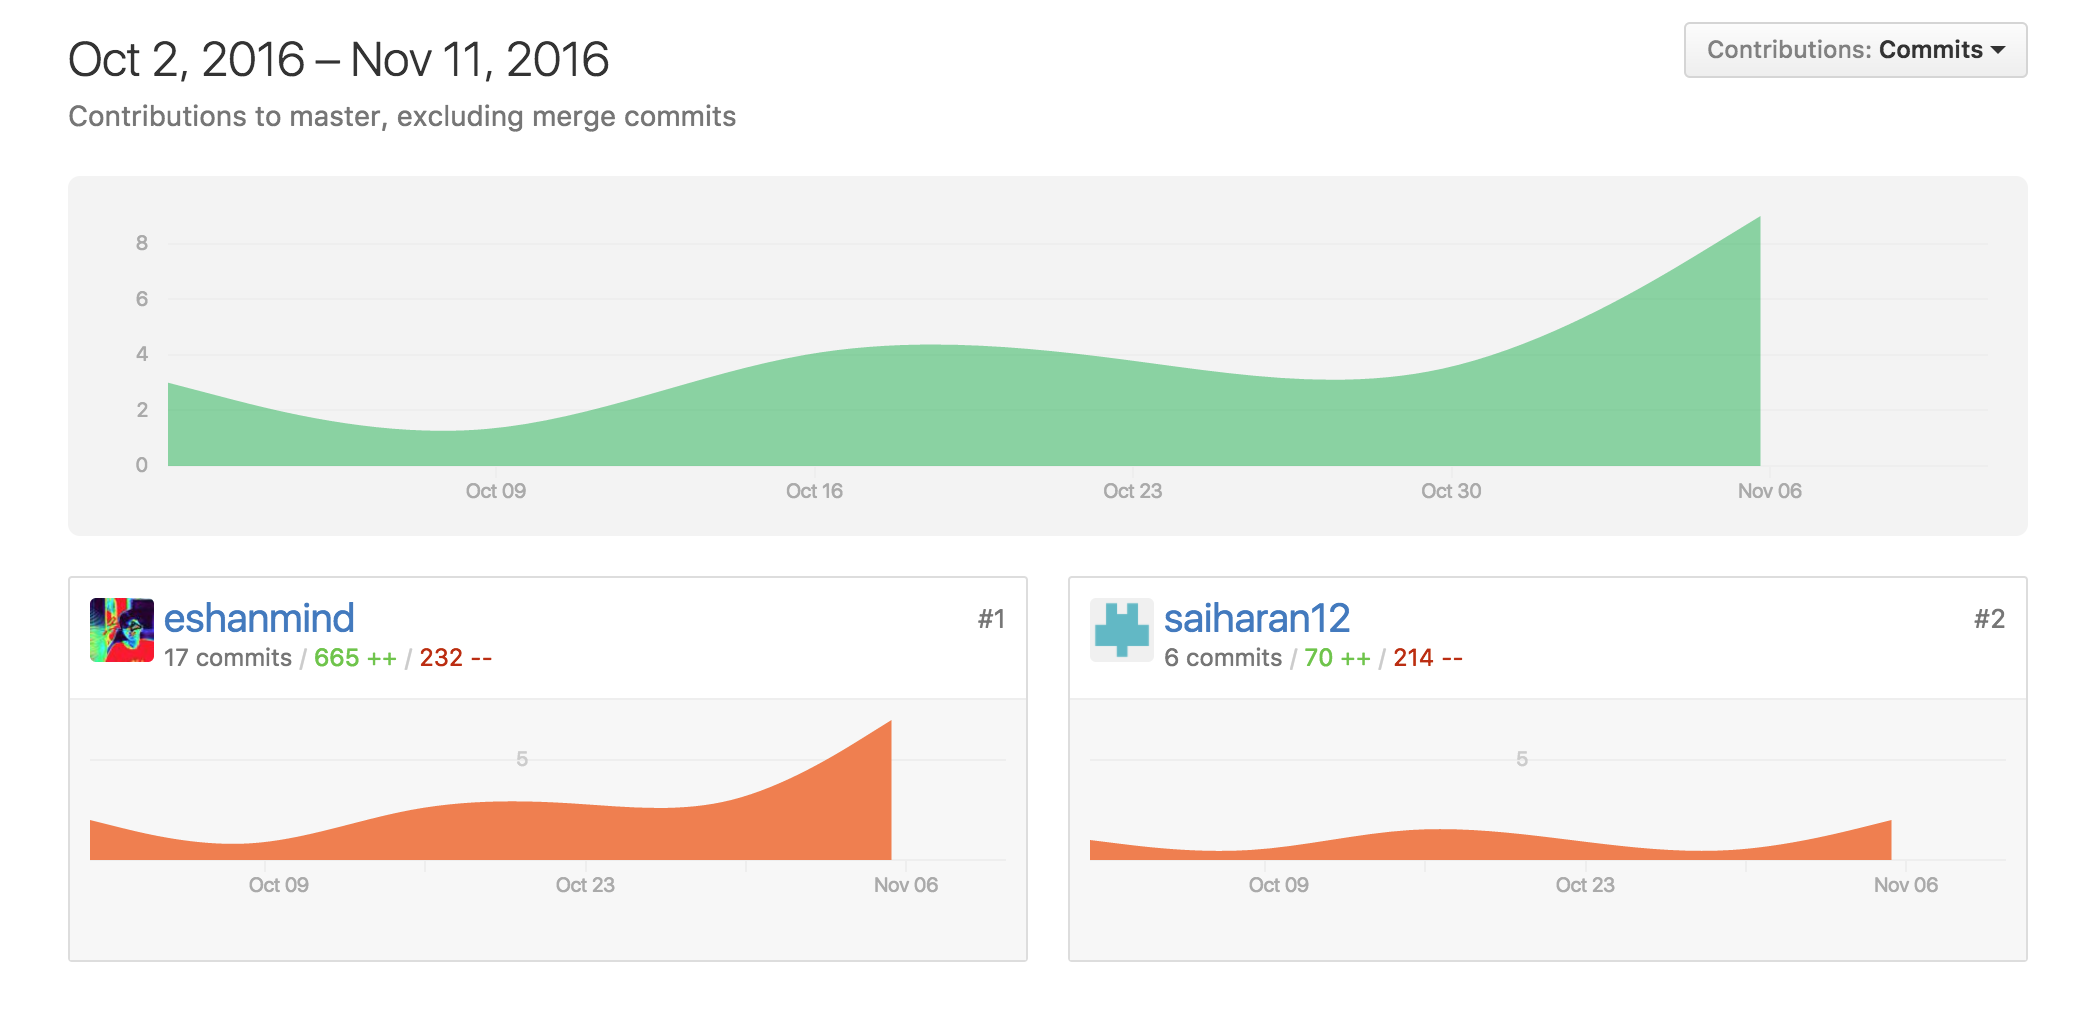 Oct 2, 2016 – Nov 11, 2016
Contributions: Commits
Contributions to master, excluding merge commits
8
6
4
2
0
Oct 09 Oct 16 Oct 23 Oct 30 Nov 06
eshanmind #1
17 commits / 665 ++ / 232 --
5
Oct 09 Oct 23 Nov 06
saiharan12 #2
6 commits / 70 ++ / 214 --
5
Oct 09 Oct 23 Nov 06